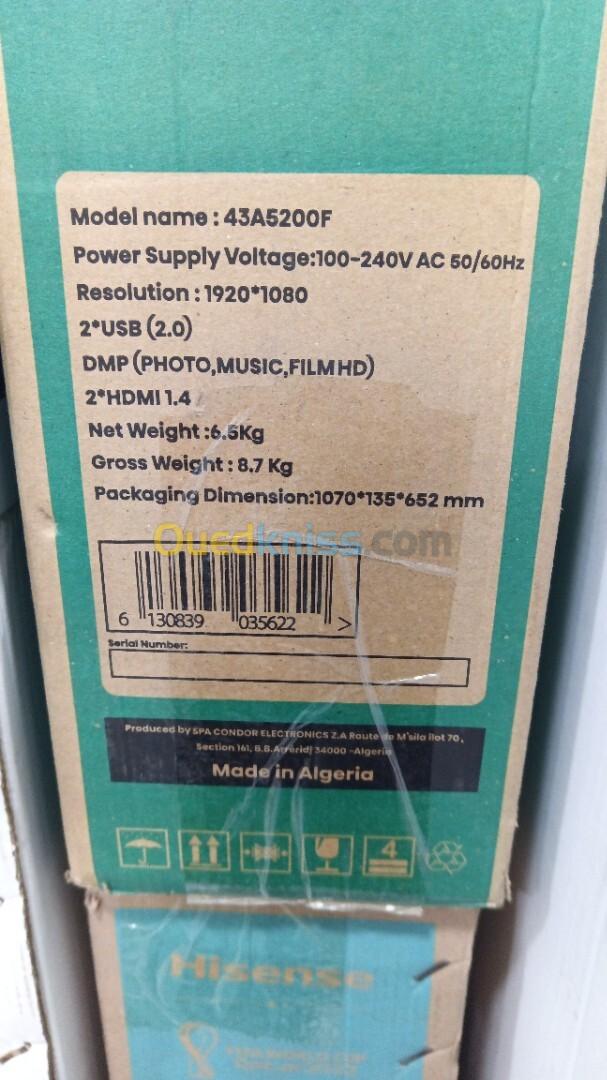 Model name : 43A5200F
Power Supply Voltage:100-240V AC 50/60Hz
Resolution : 1920*1080
2*USB (2.0)
DMP (PHOTO,MUSIC,FILM HD)
2*HDMI 1.4
Net Weight :6.5Kg
Gross Weight : 8.7 Kg
Packaging Dimension:1070*135*652 mm
Ouedkniss.com
6 130839 035622 >
Serial Number:
Produced by SPA CONDOR ELECTRONICS Z.A Route de M'sila îlot 70,
Section 161, B.B.Arreridj 34000 -Algeria
Made in Algeria
4
Hisense